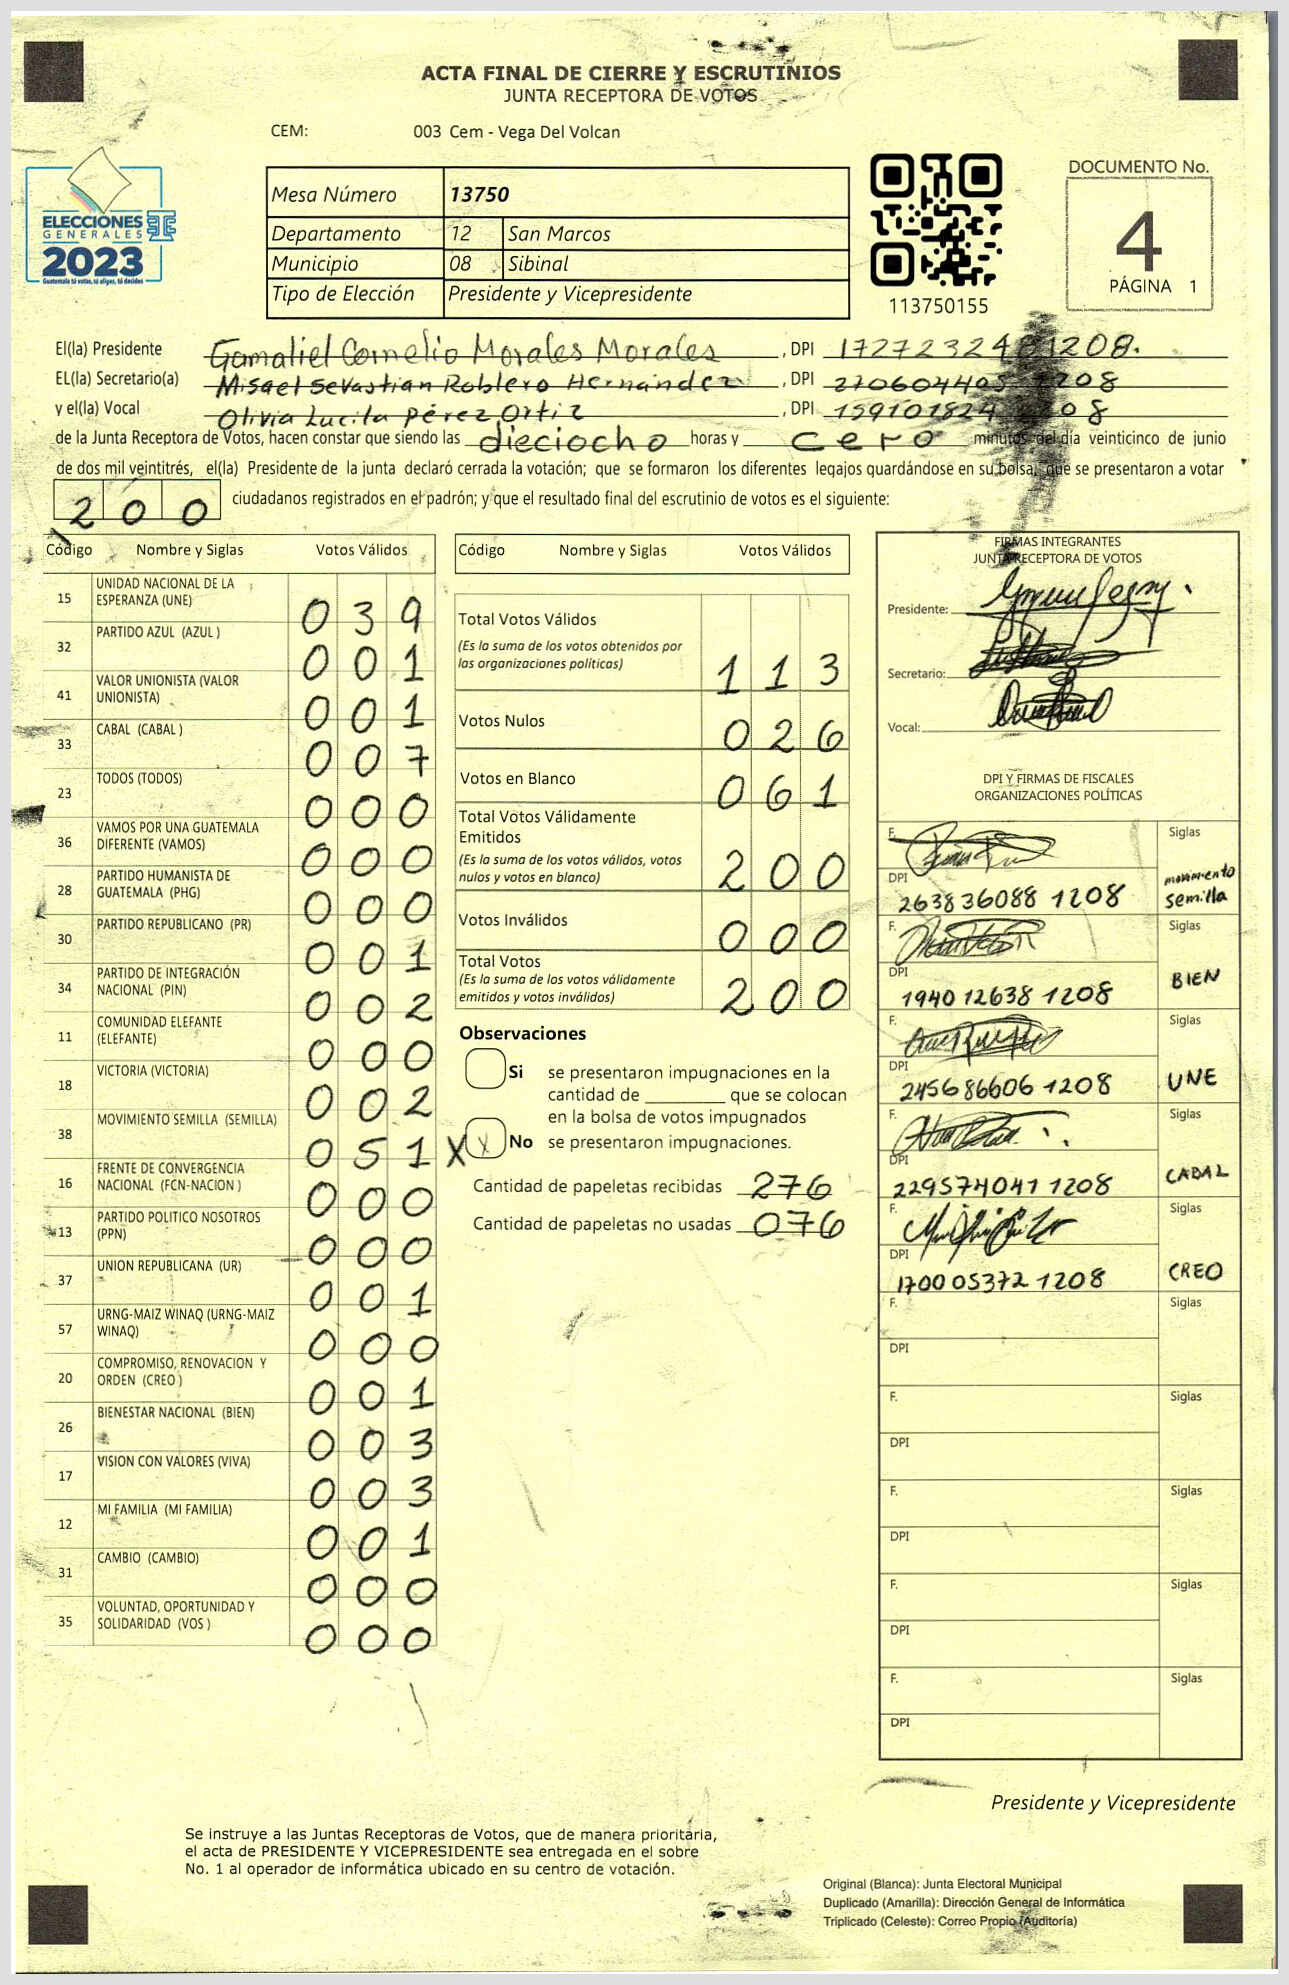 ACTA FINAL DE CIERRE Y ESCRUTINIOS
JUNTA RECEPTORA DE VOTOS
CEM: 003 Cem - Vega Del Volcan
ELECCIONES
GENERALES
2023
Guatemala tú votas, tú eliges, tú decides
Mesa Número 13750
Departamento 12 San Marcos
Municipio 08 Sibinal
Tipo de Elección Presidente y Vicepresidente
113750155
DOCUMENTO No.
4
PÁGINA 1
El(la) Presidente Gamaliel Cornelio Morales Morales, DPI
EL(la) Secretario(a) Misael Sevastian Roblero Hernández, DPI
y el(la) Vocal Olivia Lucila Pérez Ortiz, DPI
de la Junta Receptora de Votos, hacen constar que siendo las dieciocho horas y cero minutos del día veinticinco de junio
de dos mil veintitrés, el(la) Presidente de la junta declaró cerrada la votación; que se formaron los diferentes legajos guardándose en su bolsa, que se presentaron a votar
200 ciudadanos registrados en el padrón; y que el resultado final del escrutinio de votos es el siguiente:
Código Nombre y Siglas Votos Válidos
15 UNIDAD NACIONAL DE LA ESPERANZA (UNE) 039
32 PARTIDO AZUL (AZUL ) 001
41 VALOR UNIONISTA (VALOR UNIONISTA) 001
33 CABAL (CABAL ) 007
23 TODOS (TODOS) 000
36 VAMOS POR UNA GUATEMALA DIFERENTE (VAMOS) 000
28 PARTIDO HUMANISTA DE GUATEMALA (PHG) 000
30 PARTIDO REPUBLICANO (PR) 001
34 PARTIDO DE INTEGRACIÓN NACIONAL (PIN) 002
11 COMUNIDAD ELEFANTE (ELEFANTE) 000
18 VICTORIA (VICTORIA) 002
38 MOVIMIENTO SEMILLA (SEMILLA) 051
16 FRENTE DE CONVERGENCIA NACIONAL (FCN-NACION ) 000
13 PARTIDO POLITICO NOSOTROS (PPN) 000
37 UNION REPUBLICANA (UR) 001
57 URNG-MAIZ WINAQ (URNG-MAIZ WINAQ) 000
20 COMPROMISO, RENOVACION Y ORDEN (CREO ) 001
26 BIENESTAR NACIONAL (BIEN) 003
17 VISION CON VALORES (VIVA) 003
12 MI FAMILIA (MI FAMILIA) 001
31 CAMBIO (CAMBIO) 000
35 VOLUNTAD, OPORTUNIDAD Y SOLIDARIDAD (VOS ) 000
Código Nombre y Siglas Votos Válidos
Total Votos Válidos
(Es la suma de los votos obtenidos por
las organizaciones políticas) 113
Votos Nulos 026
Votos en Blanco 061
Total Votos Válidamente
Emitidos
(Es la suma de los votos válidos, votos
nulos y votos en blanco) 200
Votos Inválidos 000
Total Votos
(Es la suma de los votos válidamente
emitidos y votos inválidos) 200
Observaciones
Si se presentaron impugnaciones en la
cantidad de ________ que se colocan
en la bolsa de votos impugnados
X X No se presentaron impugnaciones.
Cantidad de papeletas recibidas 276
Cantidad de papeletas no usadas 076
FIRMAS INTEGRANTES
JUNTA RECEPTORA DE VOTOS
Presidente:
Secretario:
Vocal:
DPI Y FIRMAS DE FISCALES
ORGANIZACIONES POLÍTICAS
F. Siglas
DPI 263836088 1208 movimiento semilla
F. Siglas
DPI 1940 12638 1208 BIEN
F. Siglas
DPI 245686606 1208 UNE
F. Siglas
DPI 229574041 1208 CABAL
F. Siglas
DPI 170005372 1208 CREO
F. Siglas
DPI
F. Siglas
DPI
F. Siglas
DPI
F. Siglas
DPI
F. Siglas
DPI
Presidente y Vicepresidente
Se instruye a las Juntas Receptoras de Votos, que de manera prioritaria,
el acta de PRESIDENTE Y VICEPRESIDENTE sea entregada en el sobre
No. 1 al operador de informática ubicado en su centro de votación.
Original (Blanca): Junta Electoral Municipal
Duplicado (Amarilla): Dirección General de Informática
Triplicado (Celeste): Correo Propio (Auditoría)